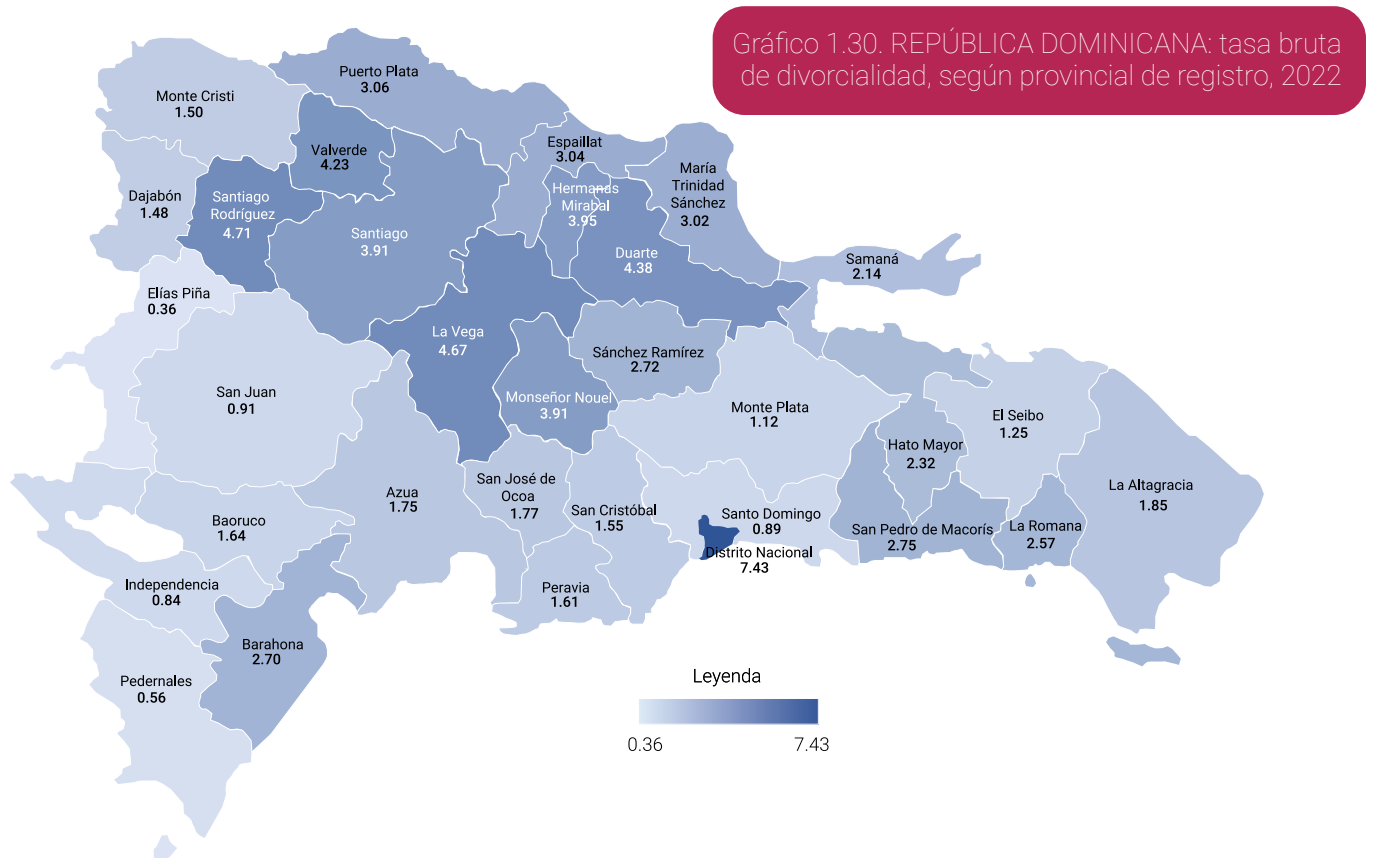 Gráfico 1.30. REPÚBLICA DOMINICANA: tasa bruta
de divorcialidad, según provincial de registro, 2022
Puerto Plata
3.06
Monte Cristi
1.50
Valverde
4.23
Espaillat
3.04
María
Trinidad
Sánchez
3.02
Dajabón
1.48
Santiago
Rodríguez
4.71
Hermanas
Mirabal
3.95
Santiago
3.91
Duarte
4.38
Samaná
2.14
Elías Piña
0.36
La Vega
4.67
Sánchez Ramírez
2.72
San Juan
0.91
Monseñor Nouel
3.91
Monte Plata
1.12
El Seibo
1.25
Hato Mayor
2.32
La Altagracia
1.85
Azua
1.75
San José de
Ocoa
1.77
San Cristóbal
1.55
Santo Domingo
0.89
San Pedro de Macorís
2.75
La Romana
2.57
Baoruco
1.64
Distrito Nacional
7.43
Independencia
0.84
Peravia
1.61
Barahona
2.70
Pedernales
0.56
Leyenda
0.36 7.43